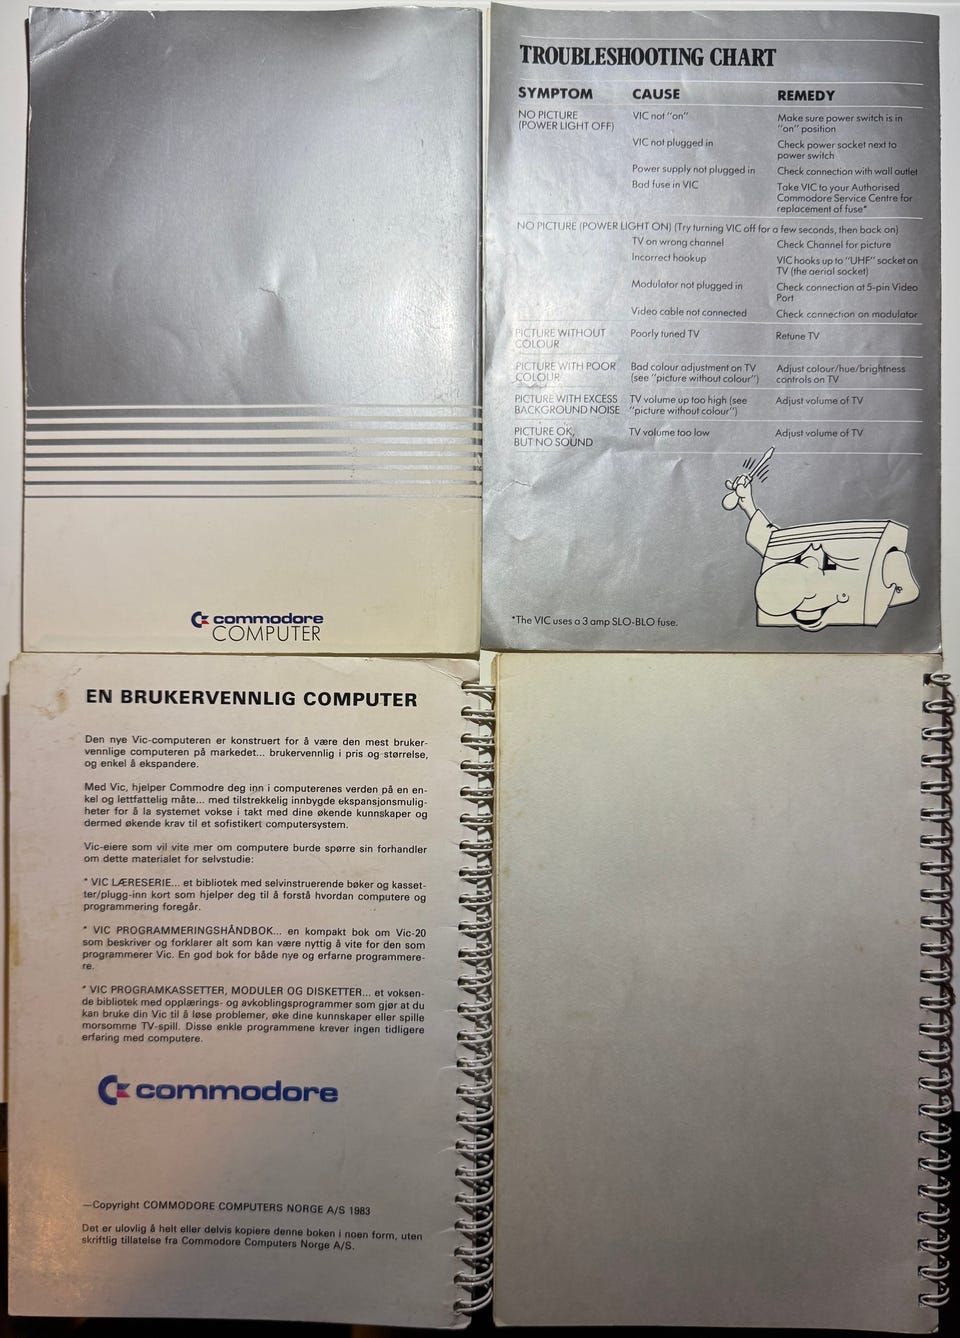 commodore
COMPUTER
TROUBLESHOOTING CHART
SYMPTOM CAUSE REMEDY
NO PICTURE VIC not "on" Make sure power switch is in
(POWER LIGHT OFF) "on" position
VIC not plugged in Check power socket next to
power switch
Power supply not plugged in Check connection with wall outlet
Bad fuse in VIC Take VIC to your Authorised
Commodore Service Centre for
replacement of fuse*
NO PICTURE (POWER LIGHT ON) (Try turning VIC off for a few seconds, then back on)
TV on wrong channel Check Channel for picture
Incorrect hookup VIC hooks up to "UHF" socket on
TV (the aerial socket)
Modulator not plugged in Check connection at 5-pin Video
Port
Video cable not connected Check connection on modulator
PICTURE WITHOUT Poorly tuned TV Retune TV
COLOUR
PICTURE WITH POOR Bad colour adjustment on TV Adjust colour/hue/brightness
COLOUR (see "picture without colour") controls on TV
PICTURE WITH EXCESS TV volume up too high (see Adjust volume of TV
BACKGROUND NOISE "picture without colour")
PICTURE OK, TV volume too low Adjust volume of TV
BUT NO SOUND
*The VIC uses a 3 amp SLO-BLO fuse.
EN BRUKERVENNLIG COMPUTER
Den nye Vic-computeren er konstruert for å være den mest bruker-
vennlige computeren på markedet... brukervennlig i pris og størrelse,
og enkel å ekspandere.
Med Vic, hjelper Commodre deg inn i computerenes verden på en en-
kel og lettfattelig måte... med tilstrekkelig innbygde ekspansjonsmulig-
heter for å la systemet vokse i takt med dine økende kunnskaper og
dermed økende krav til et sofistikert computersystem.
Vic-eiere som vil vite mer om computere burde spørre sin forhandler
om dette materialet for selvstudie:
* VIC LÆRESERIE... et bibliotek med selvinstruerende bøker og kasset-
ter/plugg-inn kort som hjelper deg til å forstå hvordan computere og
programmering foregår.
* VIC PROGRAMMERINGSHÅNDBOK... en kompakt bok om Vic-20
som beskriver og forklarer alt som kan være nyttig å vite for den som
programmerer Vic. En god bok for både nye og erfarne programmere-
re.
* VIC PROGRAMKASSETTER, MODULER OG DISKETTER... et voksen-
de bibliotek med opplærings- og avkoblingsprogrammer som gjør at du
kan bruke din Vic til å løse problemer, øke dine kunnskaper eller spille
morsomme TV-spill. Disse enkle programmene krever ingen tidligere
erfaring med computere.
commodore
—Copyright COMMODORE COMPUTERS NORGE A/S 1983
Det er ulovlig å helt eller delvis kopiere denne boken i noen form, uten
skriftlig tillatelse fra Commodore Computers Norge A/S.